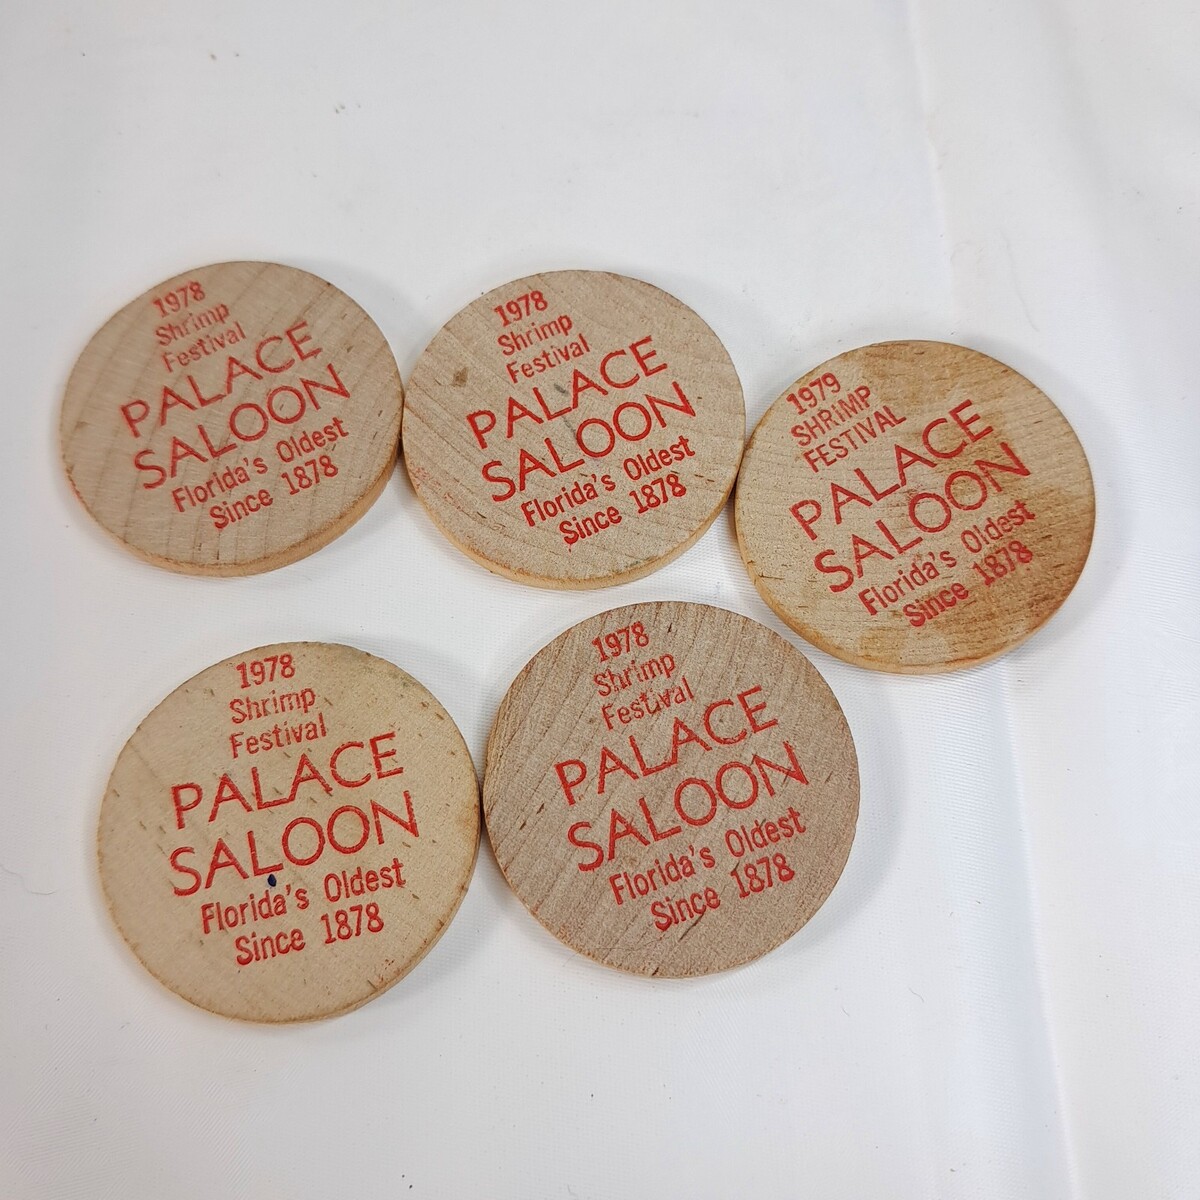 1978
Shrimp
Festival
PALACE
SALOON
Florida's Oldest
Since 1878
1978
Shrimp
Festival
PALACE
SALOON
Florida's Oldest
Since 1878
1979
SHRIMP
FESTIVAL
PALACE
SALOON
Florida's Oldest
Since 1878
1978
Shrimp
Festival
PALACE
SALOON
Florida's Oldest
Since 1878
1978
Shrimp
Festival
PALACE
SALOON
Florida's Oldest
Since 1878